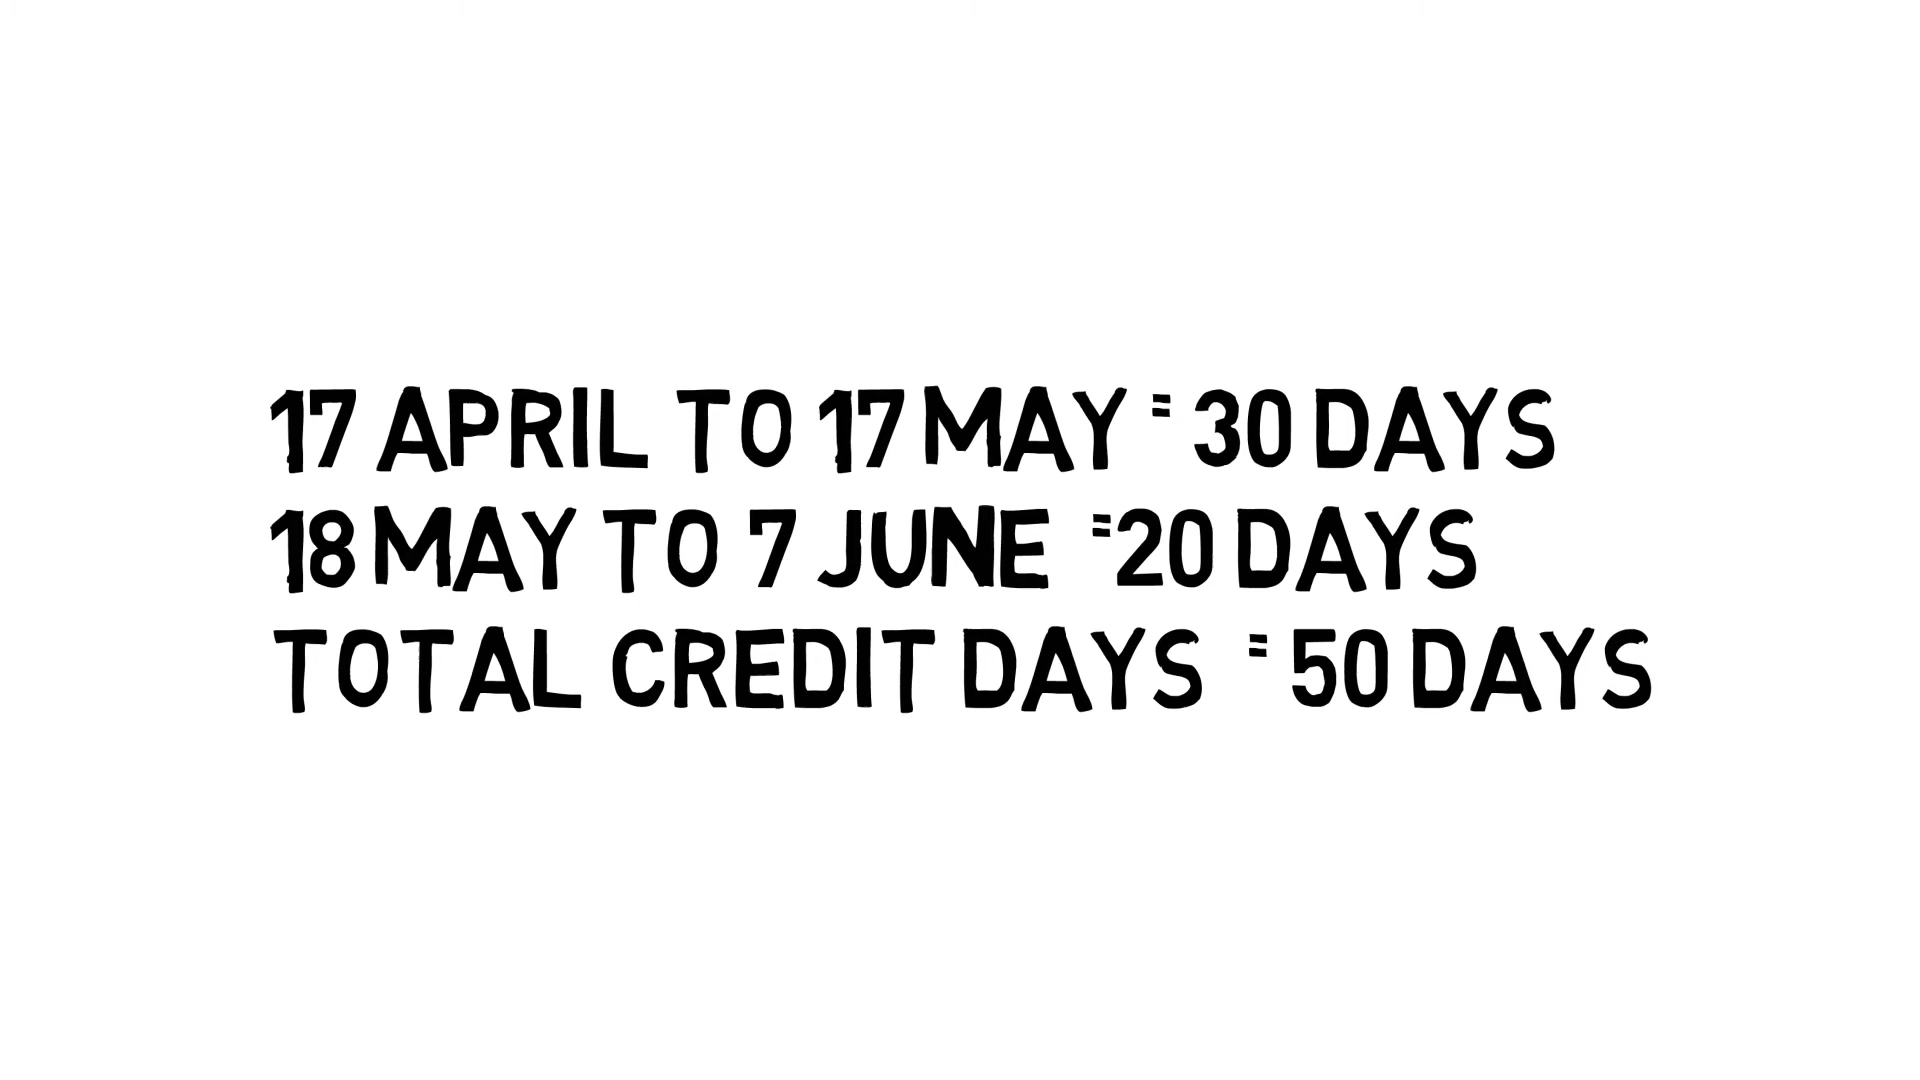 17 APRIL TO 17 MAY = 30 DAYS
18 MAY TO 7 JUNE =20 DAYS
TOTAL CREDIT DAYS = 50 DAYS